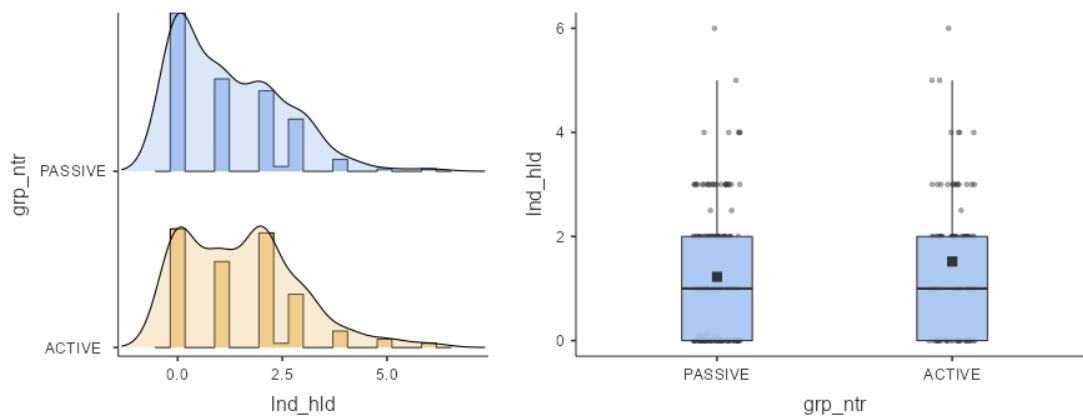 grp_ntr
PASSIVE
ACTIVE
0.0 2.5 5.0
lnd_hld
lnd_hld
6
4
2
0
PASSIVE ACTIVE
grp_ntr